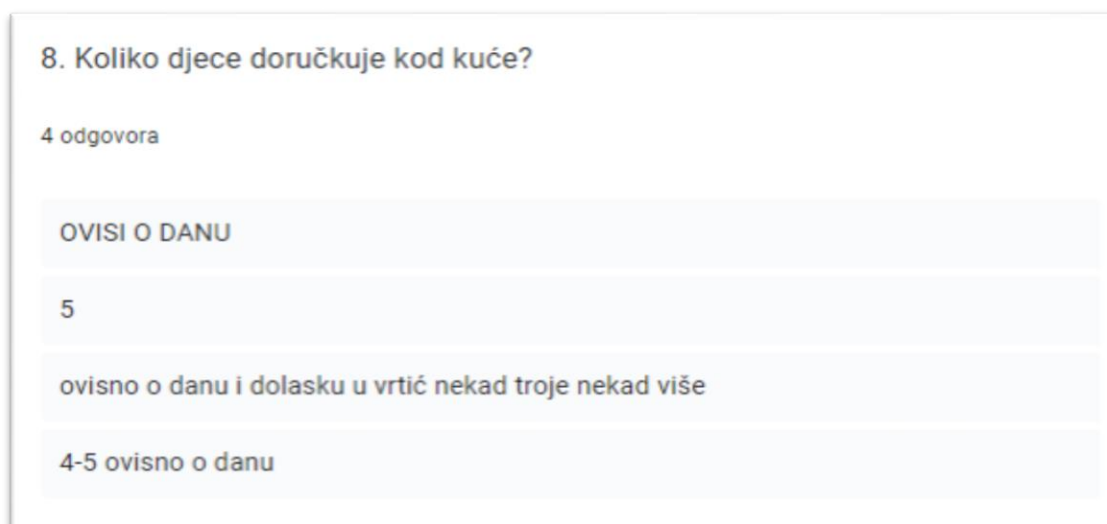 8. Koliko djece doručkuje kod kuće?
4 odgovora
OVISI O DANU
5
ovisno o danu i dolasku u vrtić nekad troje nekad više
4-5 ovisno o danu